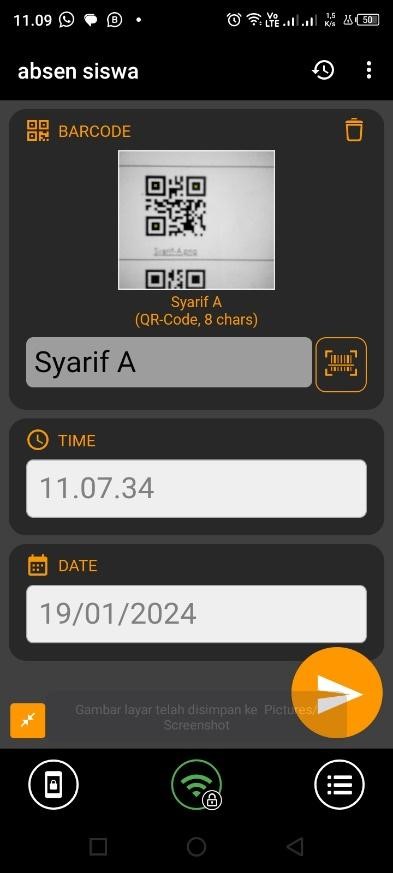 11.09
Vo LTE
1,5 K/s
50
absen siswa
BARCODE
Syarif-A.png
Syarif A
(QR-Code, 8 chars)
Syarif A
TIME
11.07.34
DATE
19/01/2024
Gambar layar telah disimpan ke Pictures/
Screenshot